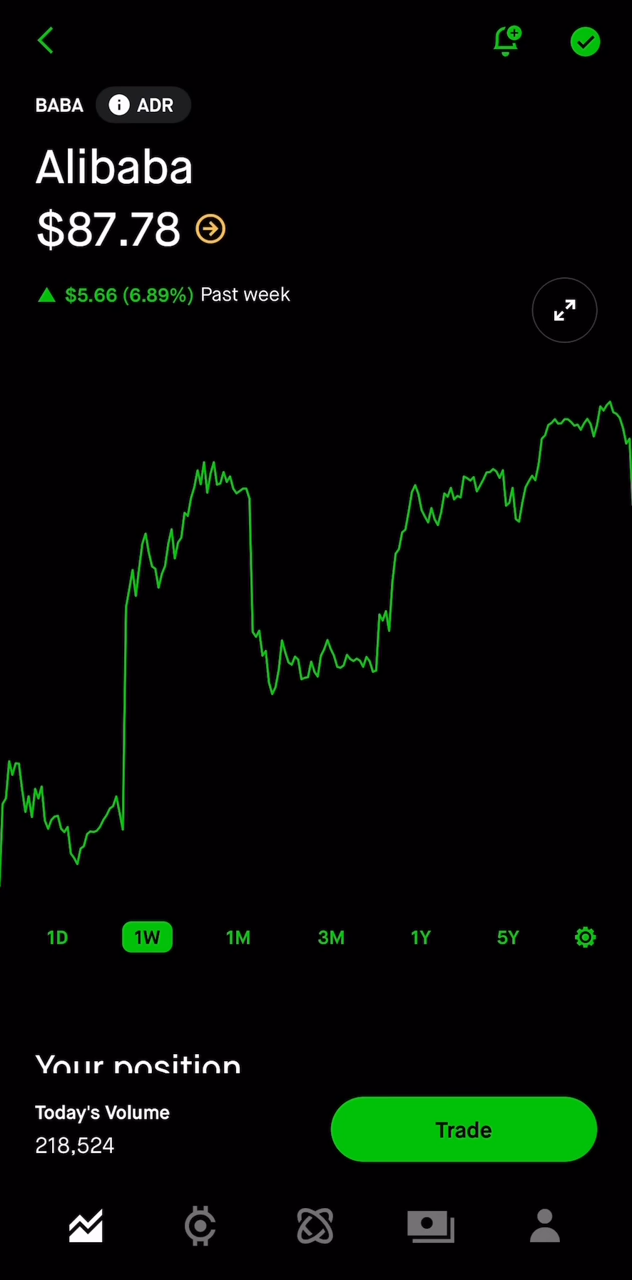 BABA ADR
Alibaba
$87.78
$5.66 (6.89%) Past week
1D 1W 1M 3M 1Y 5Y
Your position
Today's Volume
218,524
Trade